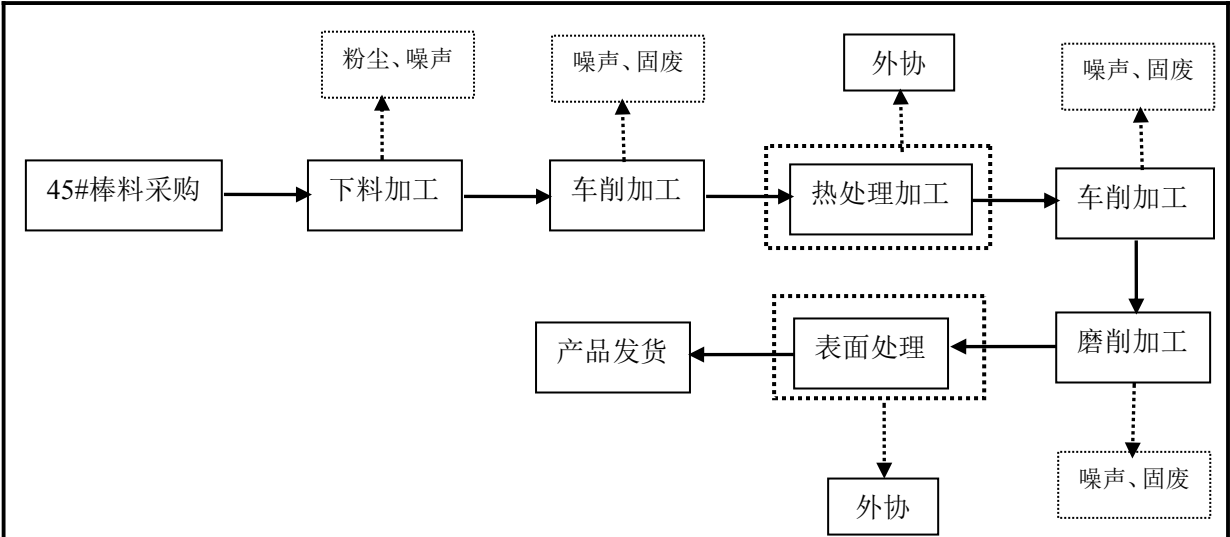 粉尘、噪声
噪声、固废
外协
噪声、固废
45#棒料采购
下料加工
车削加工
热处理加工
车削加工
产品发货
表面处理
磨削加工
外协
噪声、固废